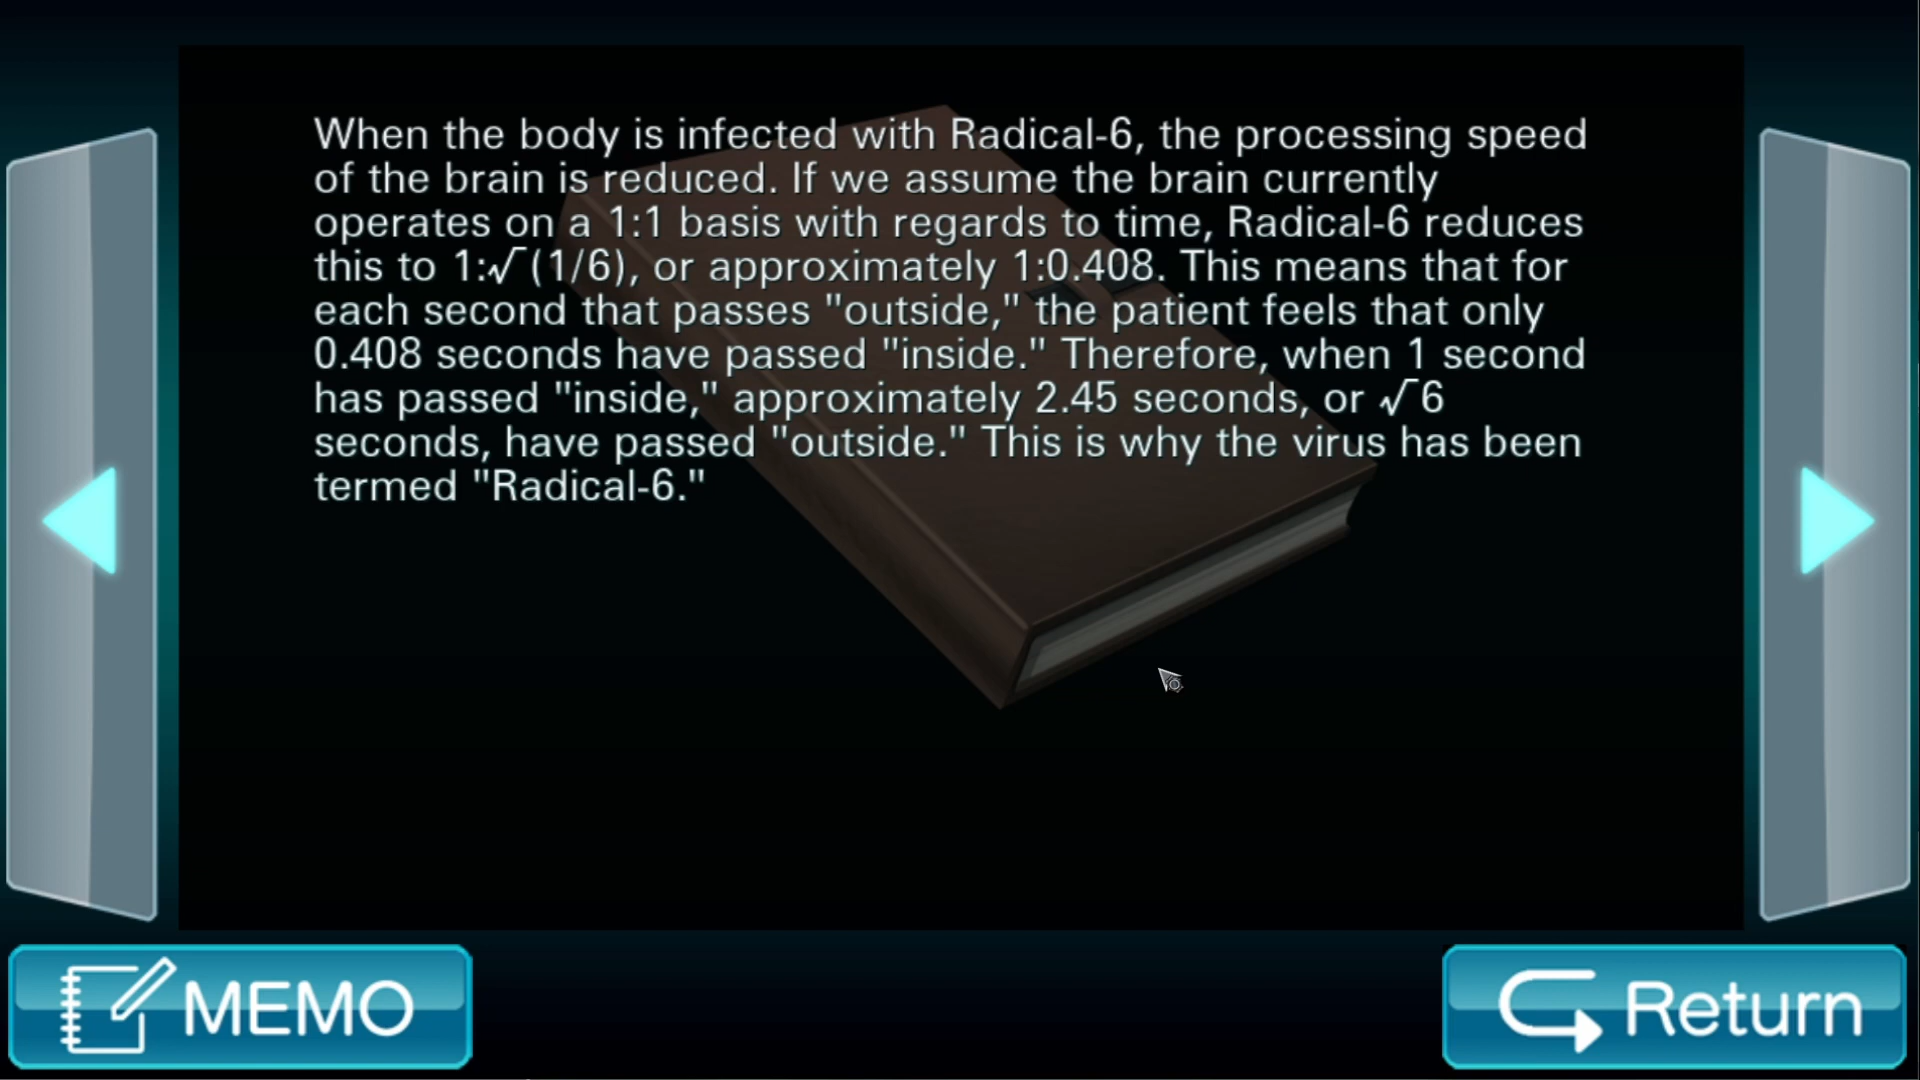 When the body is infected with Radical-6, the processing speed
of the brain is reduced. If we assume the brain currently
operates on a 1:1 basis with regards to time, Radical-6 reduces
this to 1:√(1/6), or approximately 1:0.408. This means that for
each second that passes "outside," the patient feels that only
0.408 seconds have passed "inside." Therefore, when 1 second
has passed "inside," approximately 2.45 seconds, or √6
seconds, have passed "outside." This is why the virus has been
termed "Radical-6."
MEMO
Return